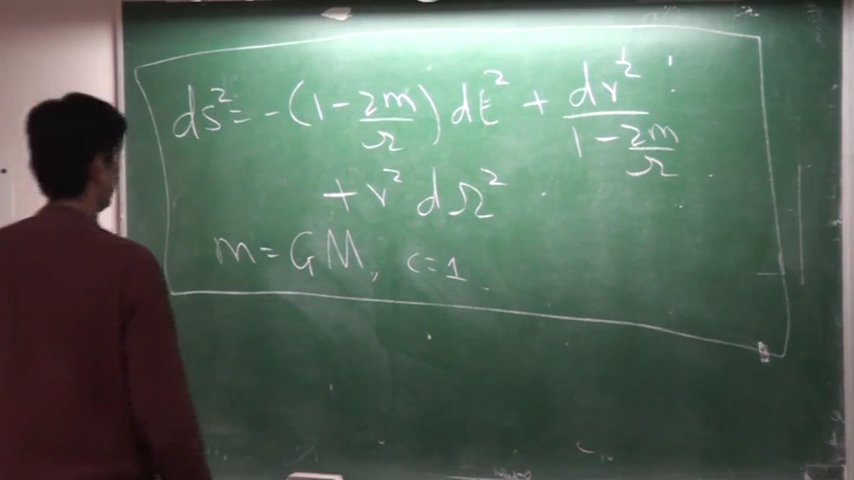 ds² = -(1 - 2m/r) dt² + dr²/(1 - 2m/r)
+ r² dΩ²
m = GM, c = 1.